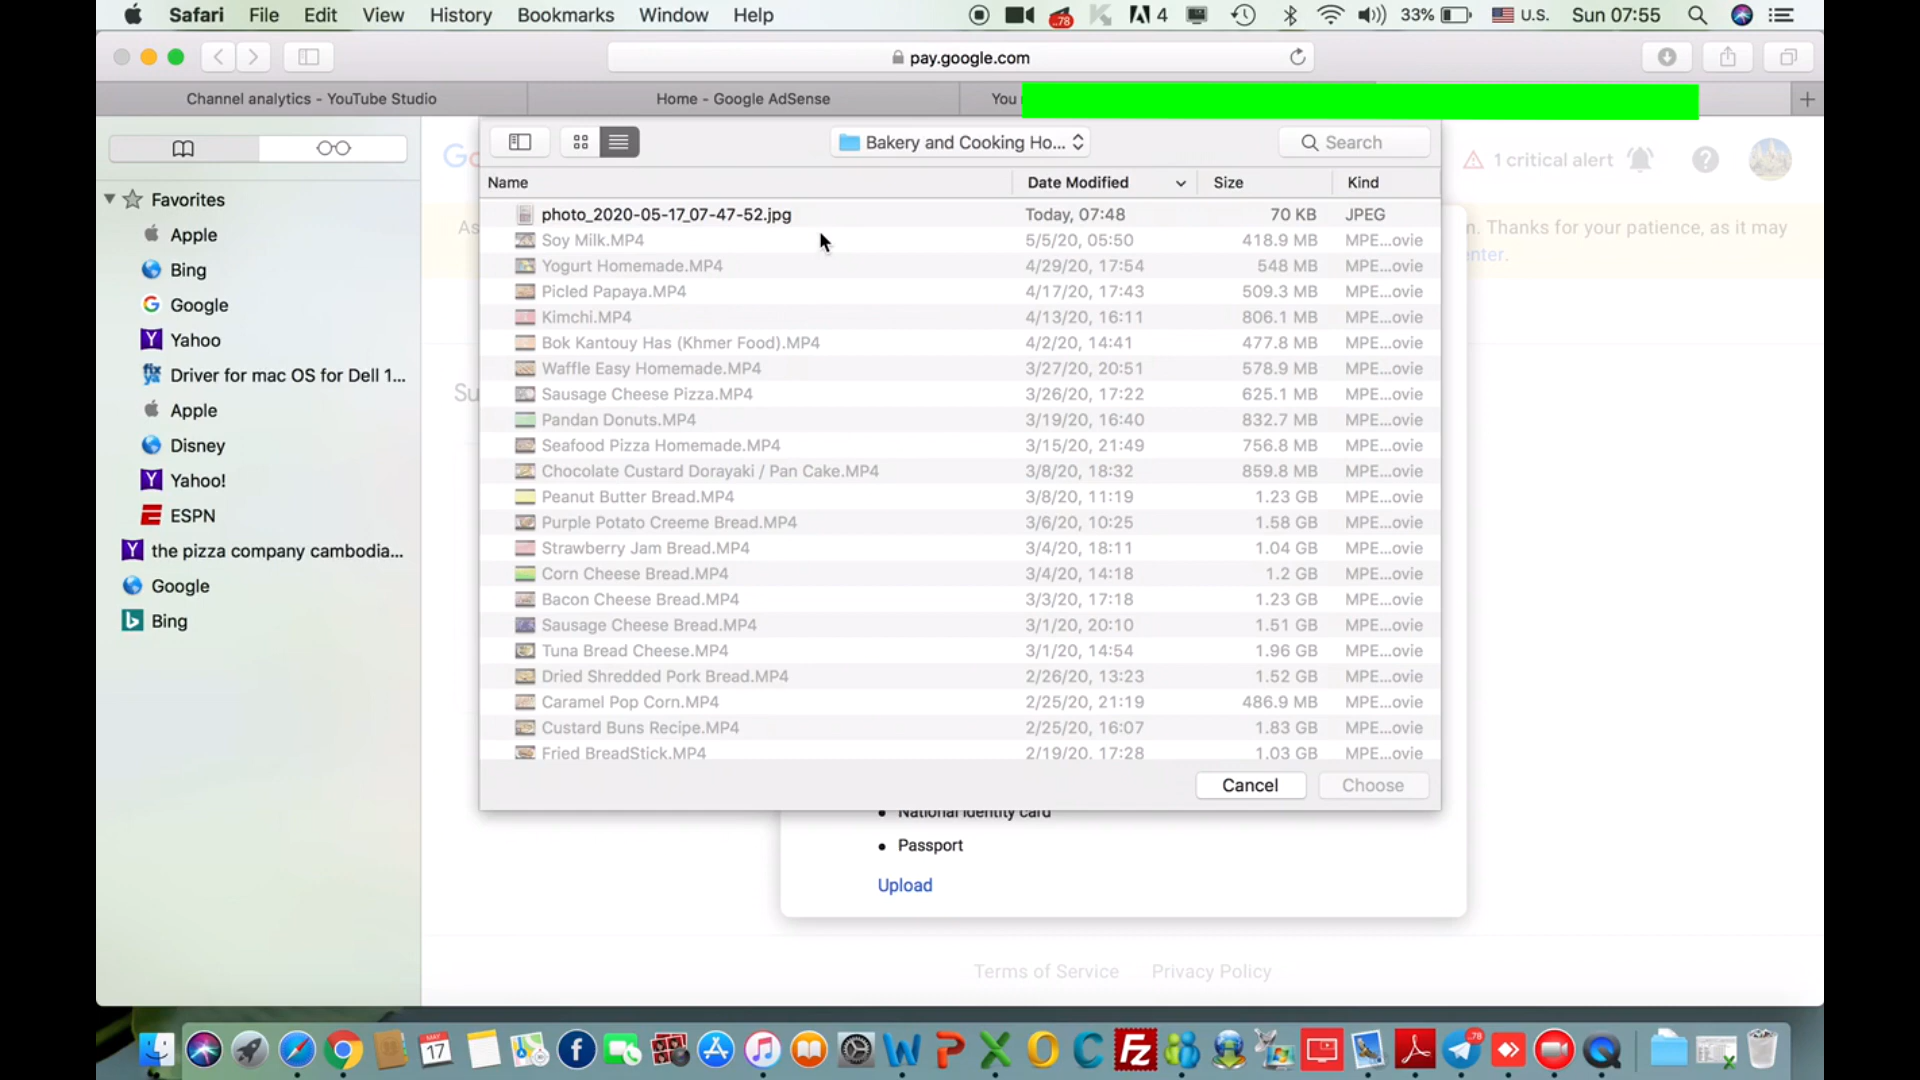 Safari File Edit View History Bookmarks Window Help 78 4 33% U.S. Sun 07:55
pay.google.com
Channel analytics - YouTube Studio Home - Google AdSense You
Bakery and Cooking Ho... Search
1 critical alert
Name Date Modified Size Kind
Favorites
Apple
Bing
Google
Yahoo
Driver for mac OS for Dell 1...
Apple
Disney
Yahoo!
ESPN
the pizza company cambodia...
Google
Bing
photo_2020-05-17_07-47-52.jpg Today, 07:48 70 KB JPEG
Soy Milk.MP4 5/5/20, 05:50 418.9 MB MPE...ovie
Yogurt Homemade.MP4 4/29/20, 17:54 548 MB MPE...ovie
Picled Papaya.MP4 4/17/20, 17:43 509.3 MB MPE...ovie
Kimchi.MP4 4/13/20, 16:11 806.1 MB MPE...ovie
Bok Kantouy Has (Khmer Food).MP4 4/2/20, 14:41 477.8 MB MPE...ovie
Waffle Easy Homemade.MP4 3/27/20, 20:51 578.9 MB MPE...ovie
Sausage Cheese Pizza.MP4 3/26/20, 17:22 625.1 MB MPE...ovie
Pandan Donuts.MP4 3/19/20, 16:40 832.7 MB MPE...ovie
Seafood Pizza Homemade.MP4 3/15/20, 21:49 756.8 MB MPE...ovie
Chocolate Custard Dorayaki / Pan Cake.MP4 3/8/20, 18:32 859.8 MB MPE...ovie
Peanut Butter Bread.MP4 3/8/20, 11:19 1.23 GB MPE...ovie
Purple Potato Creeme Bread.MP4 3/6/20, 10:25 1.58 GB MPE...ovie
Strawberry Jam Bread.MP4 3/4/20, 18:11 1.04 GB MPE...ovie
Corn Cheese Bread.MP4 3/4/20, 14:18 1.2 GB MPE...ovie
Bacon Cheese Bread.MP4 3/3/20, 17:18 1.23 GB MPE...ovie
Sausage Cheese Bread.MP4 3/1/20, 20:10 1.51 GB MPE...ovie
Tuna Bread Cheese.MP4 3/1/20, 14:54 1.96 GB MPE...ovie
Dried Shredded Pork Bread.MP4 2/26/20, 13:23 1.52 GB MPE...ovie
Caramel Pop Corn.MP4 2/25/20, 21:19 486.9 MB MPE...ovie
Custard Buns Recipe.MP4 2/25/20, 16:07 1.83 GB MPE...ovie
Fried BreadStick.MP4 2/19/20, 17:28 1.03 GB MPE...ovie
Go
As
n. Thanks for your patience, as it may
enter.
Su
Cancel Choose
National identity card
Passport
Upload
Terms of Service Privacy Policy
MAY
17
78